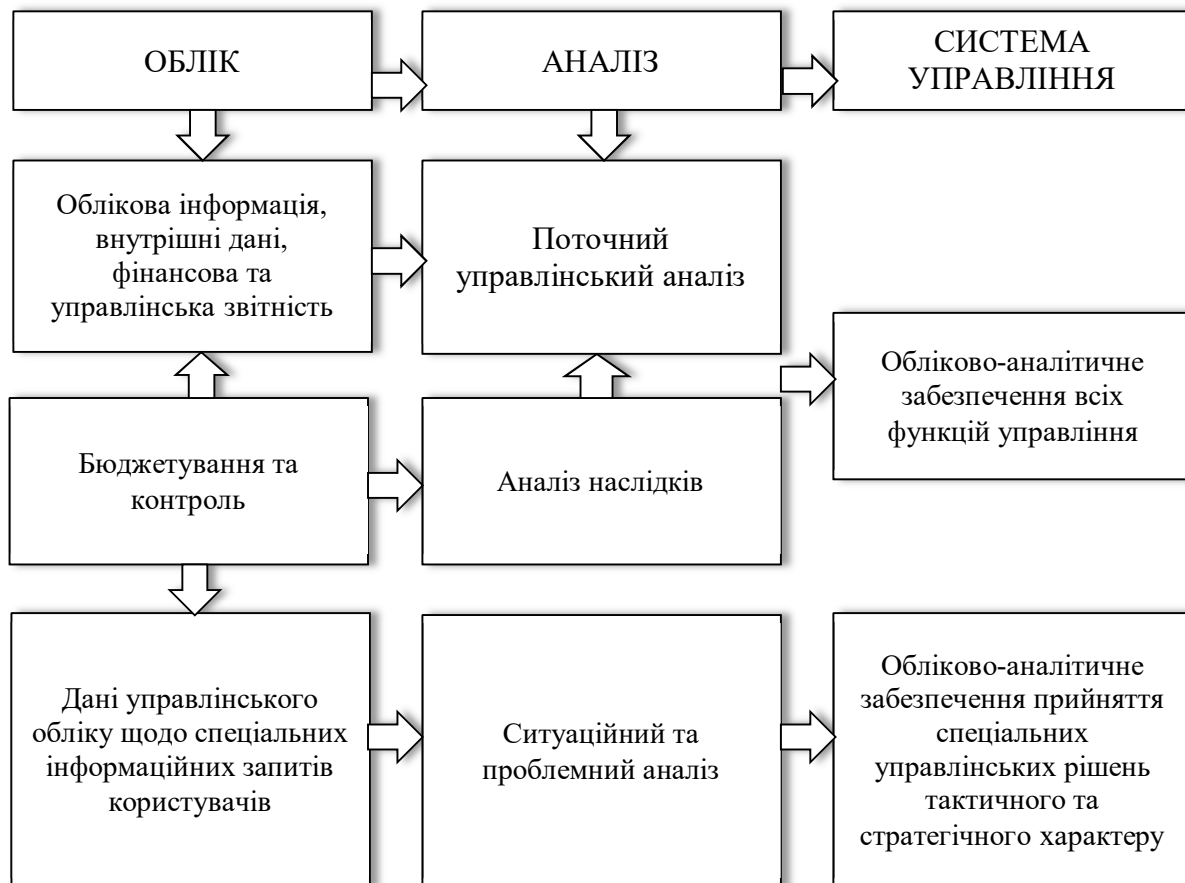 ОБЛІК
АНАЛІЗ
СИСТЕМА
УПРАВЛІННЯ
Облікова інформація,
внутрішні дані,
фінансова та
управлінська звітність
Поточний
управлінський аналіз
Обліково-аналітичне
забезпечення всіх
функцій управління
Бюджетування та
контроль
Аналіз наслідків
Дані управлінського
обліку щодо спеціальних
інформаційних запитів
користувачів
Ситуаційний та
проблемний аналіз
Обліково-аналітичне
забезпечення прийняття
спеціальних
управлінських рішень
тактичного та
стратегічного характеру